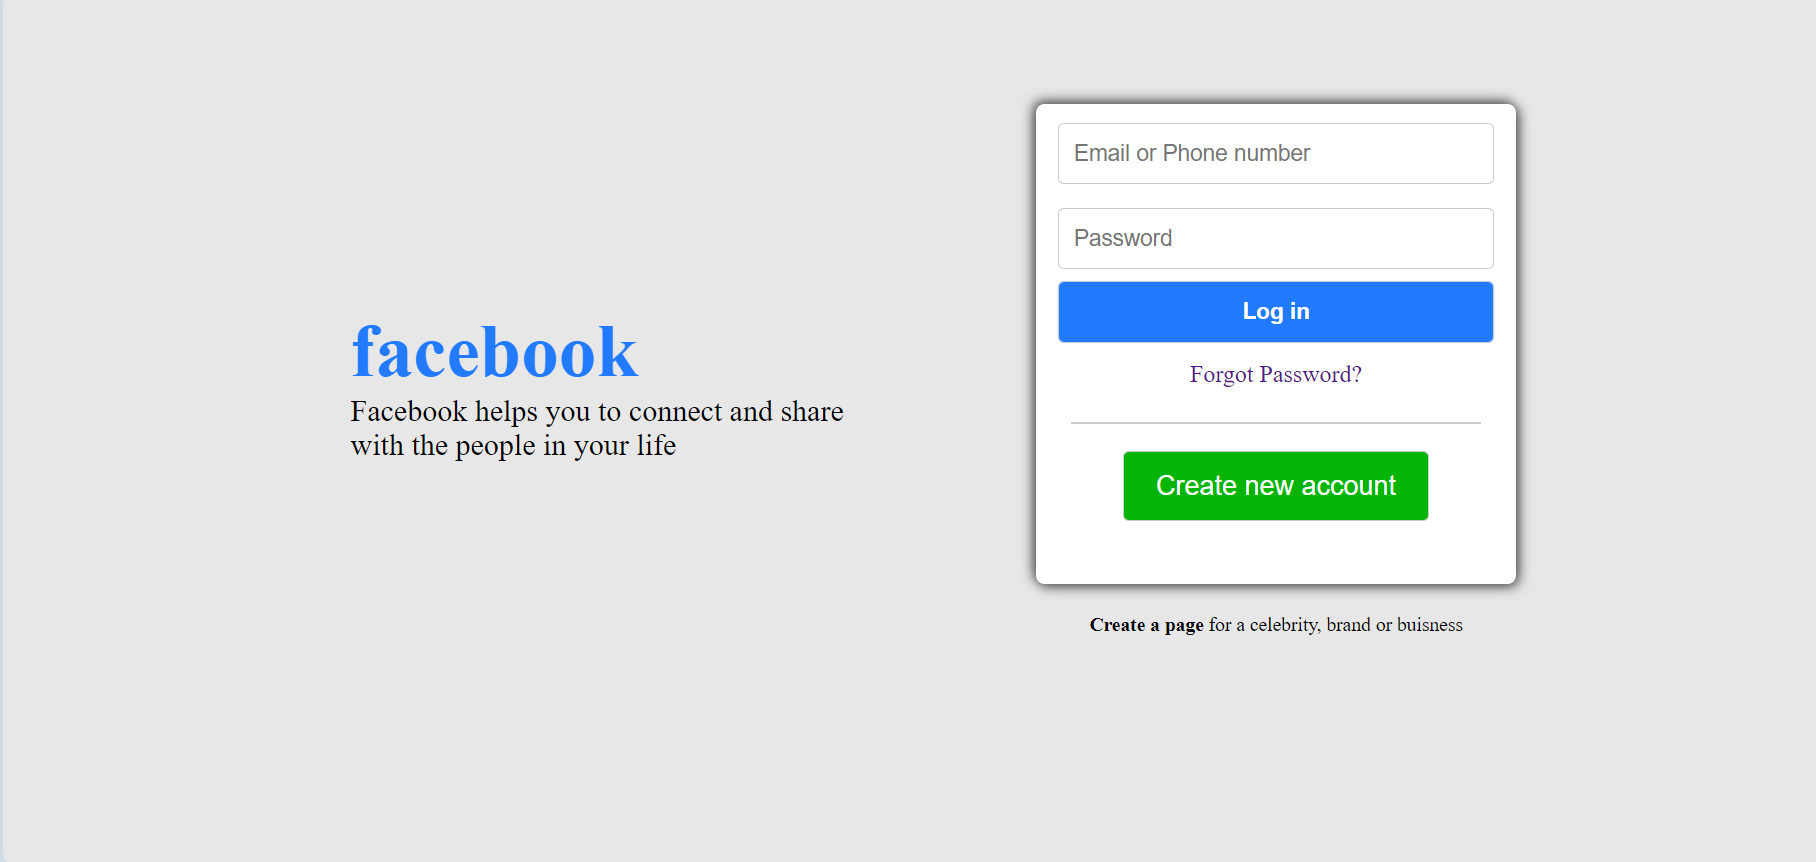 facebook
Facebook helps you to connect and share
with the people in your life
Email or Phone number
Password
Log in
Forgot Password?
Create new account
Create a page for a celebrity, brand or buisness